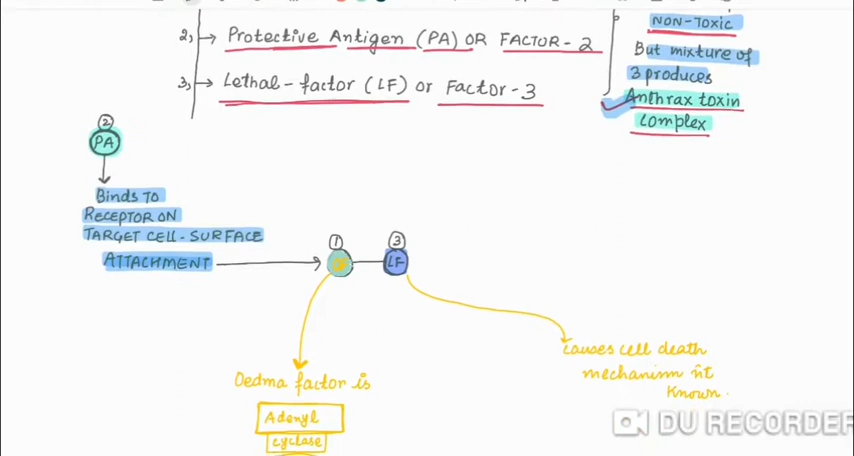 NON-TOXIC
2, → Protective Antigen (PA) OR FACTOR-2
But mixture of
3 produces
3, → Lethal-factor (LF) or Factor-3
Anthrax toxin
complex
2
PA
Binds to
RECEPTOR ON
TARGET CELL-SURFACE
ATTACHMENT
1
3
LF
causes cell death
mechanism n't
known.
Oedma factor is
Adenyl
cyclase
DU RECORDER